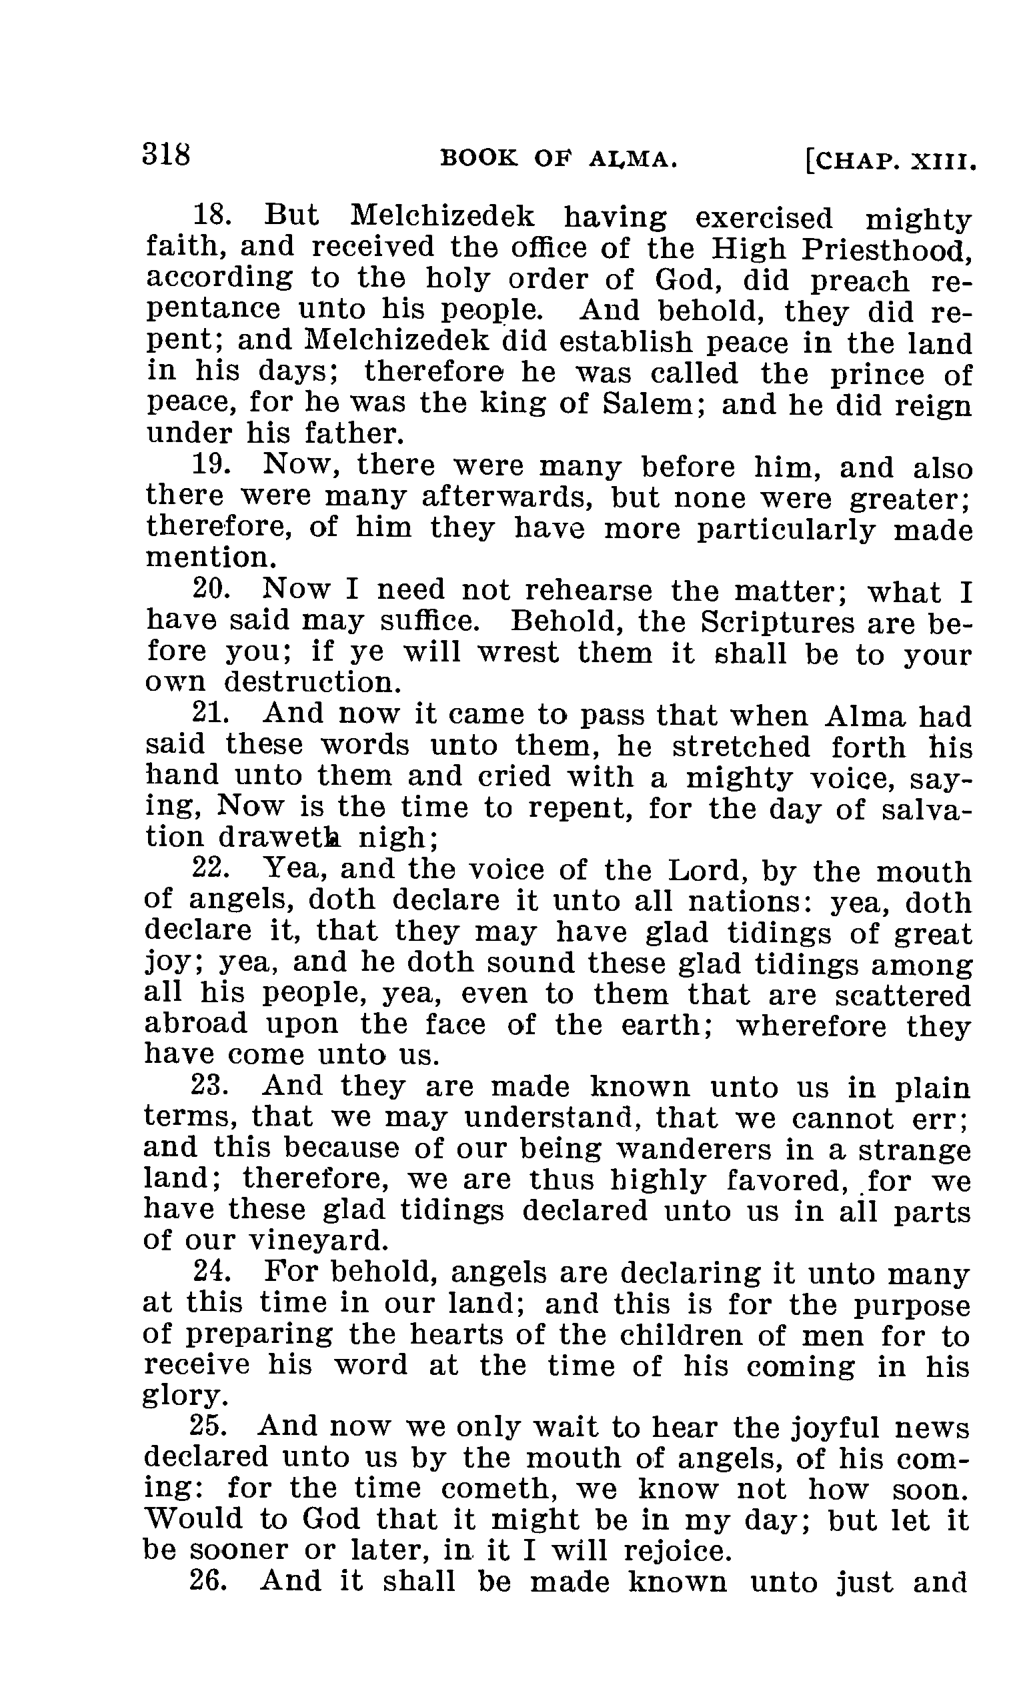 318 BOOK OF ALMA. [CHAP. XIII.
18. But Melchizedek having exercised mighty
faith, and received the office of the High Priesthood,
according to the holy order of God, did preach re-
pentance unto his people. And behold, they did re-
pent; and Melchizedek did establish peace in the land
in his days; therefore he was called the prince of
peace, for he was the king of Salem; and he did reign
under his father.
19. Now, there were many before him, and also
there were many afterwards, but none were greater;
therefore, of him they have more particularly made
mention.
20. Now I need not rehearse the matter; what I
have said may suffice. Behold, the Scriptures are be-
fore you; if ye will wrest them it shall be to your
own destruction.
21. And now it came to pass that when Alma had
said these words unto them, he stretched forth his
hand unto them and cried with a mighty voice, say-
ing, Now is the time to repent, for the day of salva-
tion draweth nigh;
22. Yea, and the voice of the Lord, by the mouth
of angels, doth declare it unto all nations: yea, doth
declare it, that they may have glad tidings of great
joy; yea, and he doth sound these glad tidings among
all his people, yea, even to them that are scattered
abroad upon the face of the earth; wherefore they
have come unto us.
23. And they are made known unto us in plain
terms, that we may understand, that we cannot err;
and this because of our being wanderers in a strange
land; therefore, we are thus highly favored, for we
have these glad tidings declared unto us in all parts
of our vineyard.
24. For behold, angels are declaring it unto many
at this time in our land; and this is for the purpose
of preparing the hearts of the children of men for to
receive his word at the time of his coming in his
glory.
25. And now we only wait to hear the joyful news
declared unto us by the mouth of angels, of his com-
ing: for the time cometh, we know not how soon.
Would to God that it might be in my day; but let it
be sooner or later, in it I will rejoice.
26. And it shall be made known unto just and